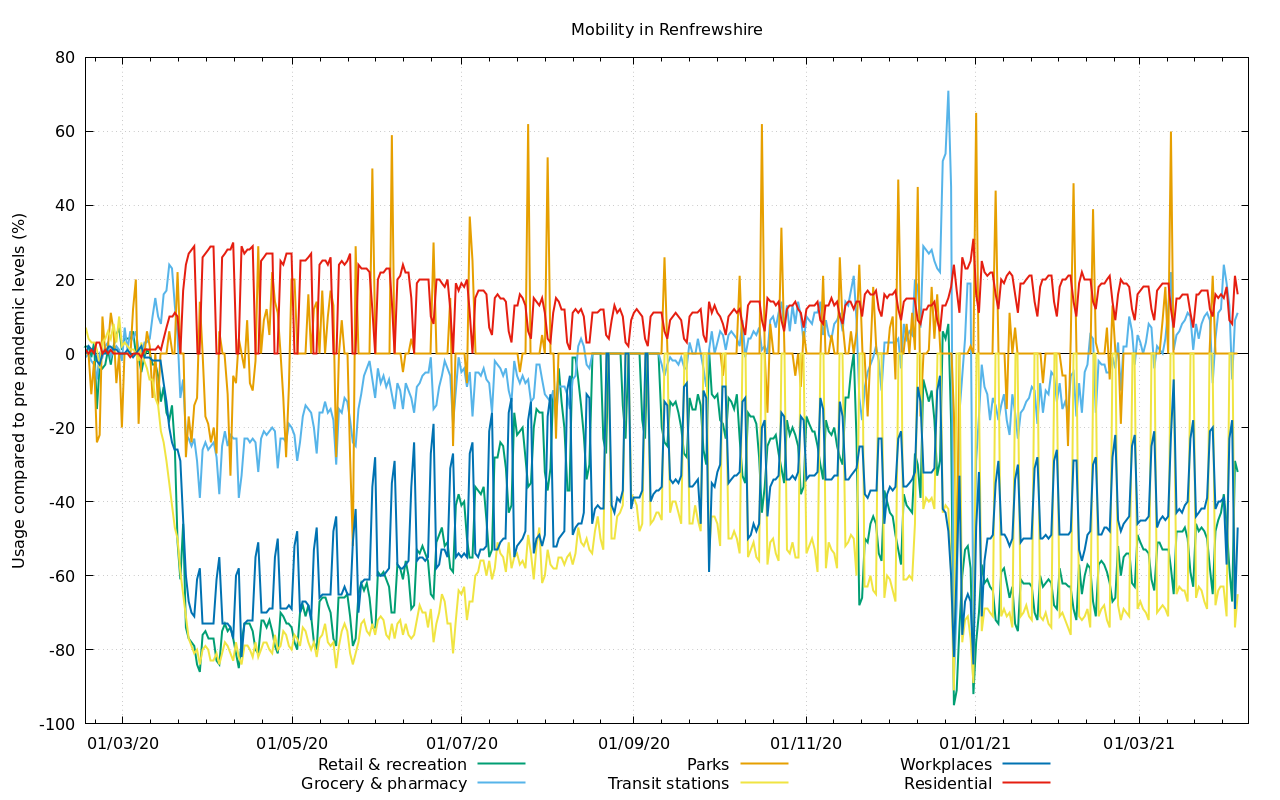 Mobility in Renfrewshire
Usage compared to pre pandemic levels (%)
80
60
40
20
0
-20
-40
-60
-80
-100
01/03/20 01/05/20 01/07/20 01/09/20 01/11/20 01/01/21 01/03/21
Retail & recreation Parks Workplaces
Grocery & pharmacy Transit stations Residential